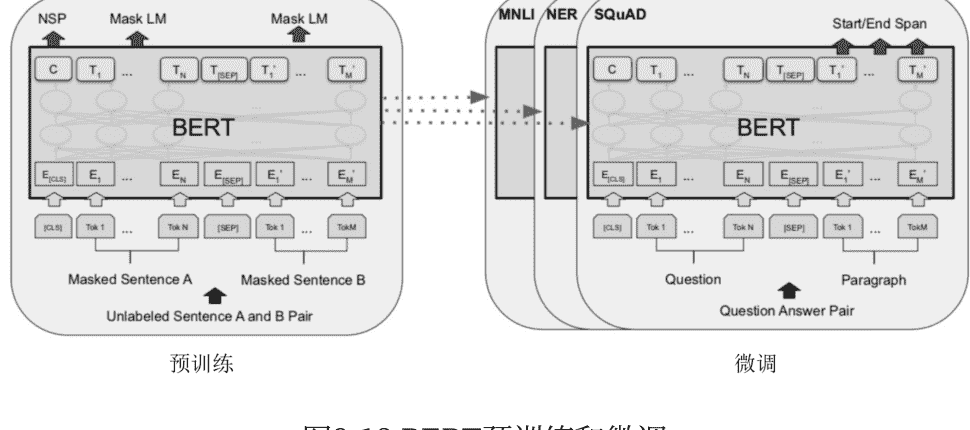 NSP Mask LM Mask LM
C T1 ... TN T[SEP] T1' ... TM'
BERT
E[CLS] E1 ... EN E[SEP] E1' ... EM'
[CLS] Tok 1 ... Tok N [SEP] Tok 1 ... TokM
Masked Sentence A Masked Sentence B
Unlabeled Sentence A and B Pair
预训练
MNLI NER SQuAD
Start/End Span
C T1 ... TN T[SEP] T1' ... TM'
BERT
E[CLS] E1 ... EN E[SEP] E1' ... EM'
[CLS] Tok 1 ... Tok N [SEP] Tok 1 ... TokM
Question Paragraph
Question Answer Pair
微调